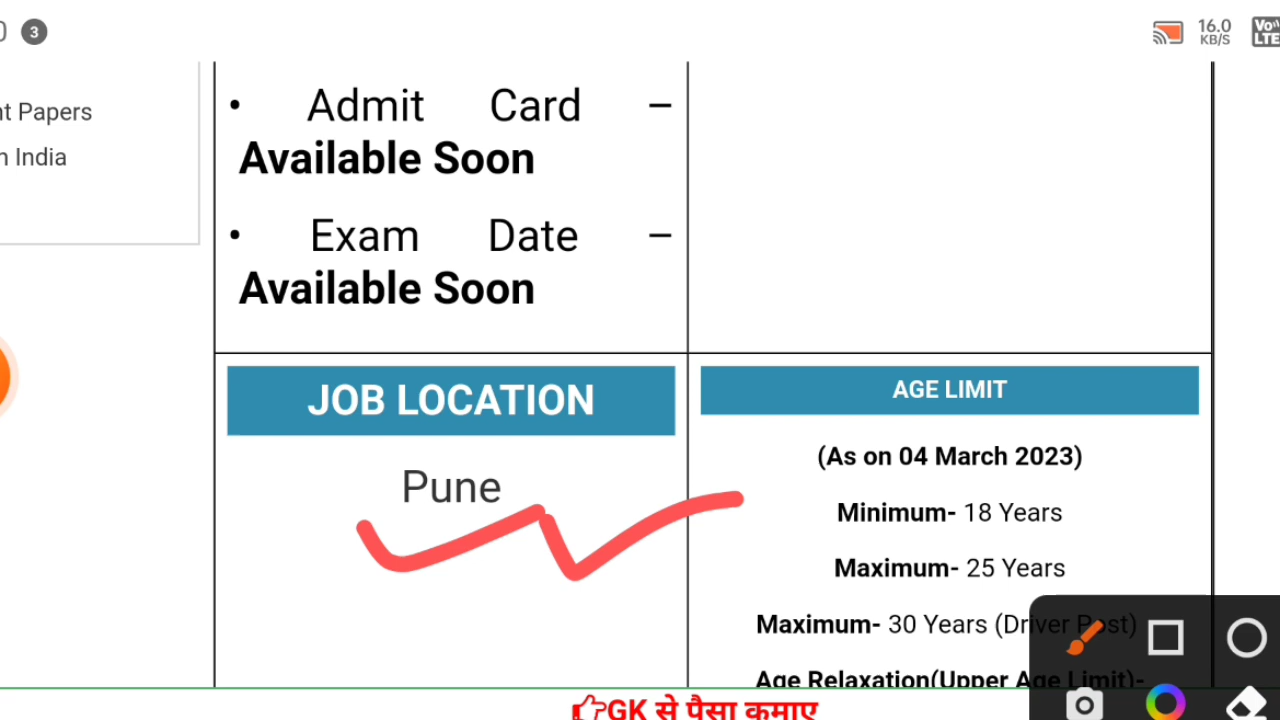 3
16.0
KB/S
Vo
LTE
nt Papers
n India
• Admit Card –
Available Soon
• Exam Date –
Available Soon
JOB LOCATION
Pune
AGE LIMIT
(As on 04 March 2023)
Minimum- 18 Years
Maximum- 25 Years
Maximum- 30 Years (Driver Post)
Age Relaxation(Upper Age Limit)-
GK से पैसा कमाए